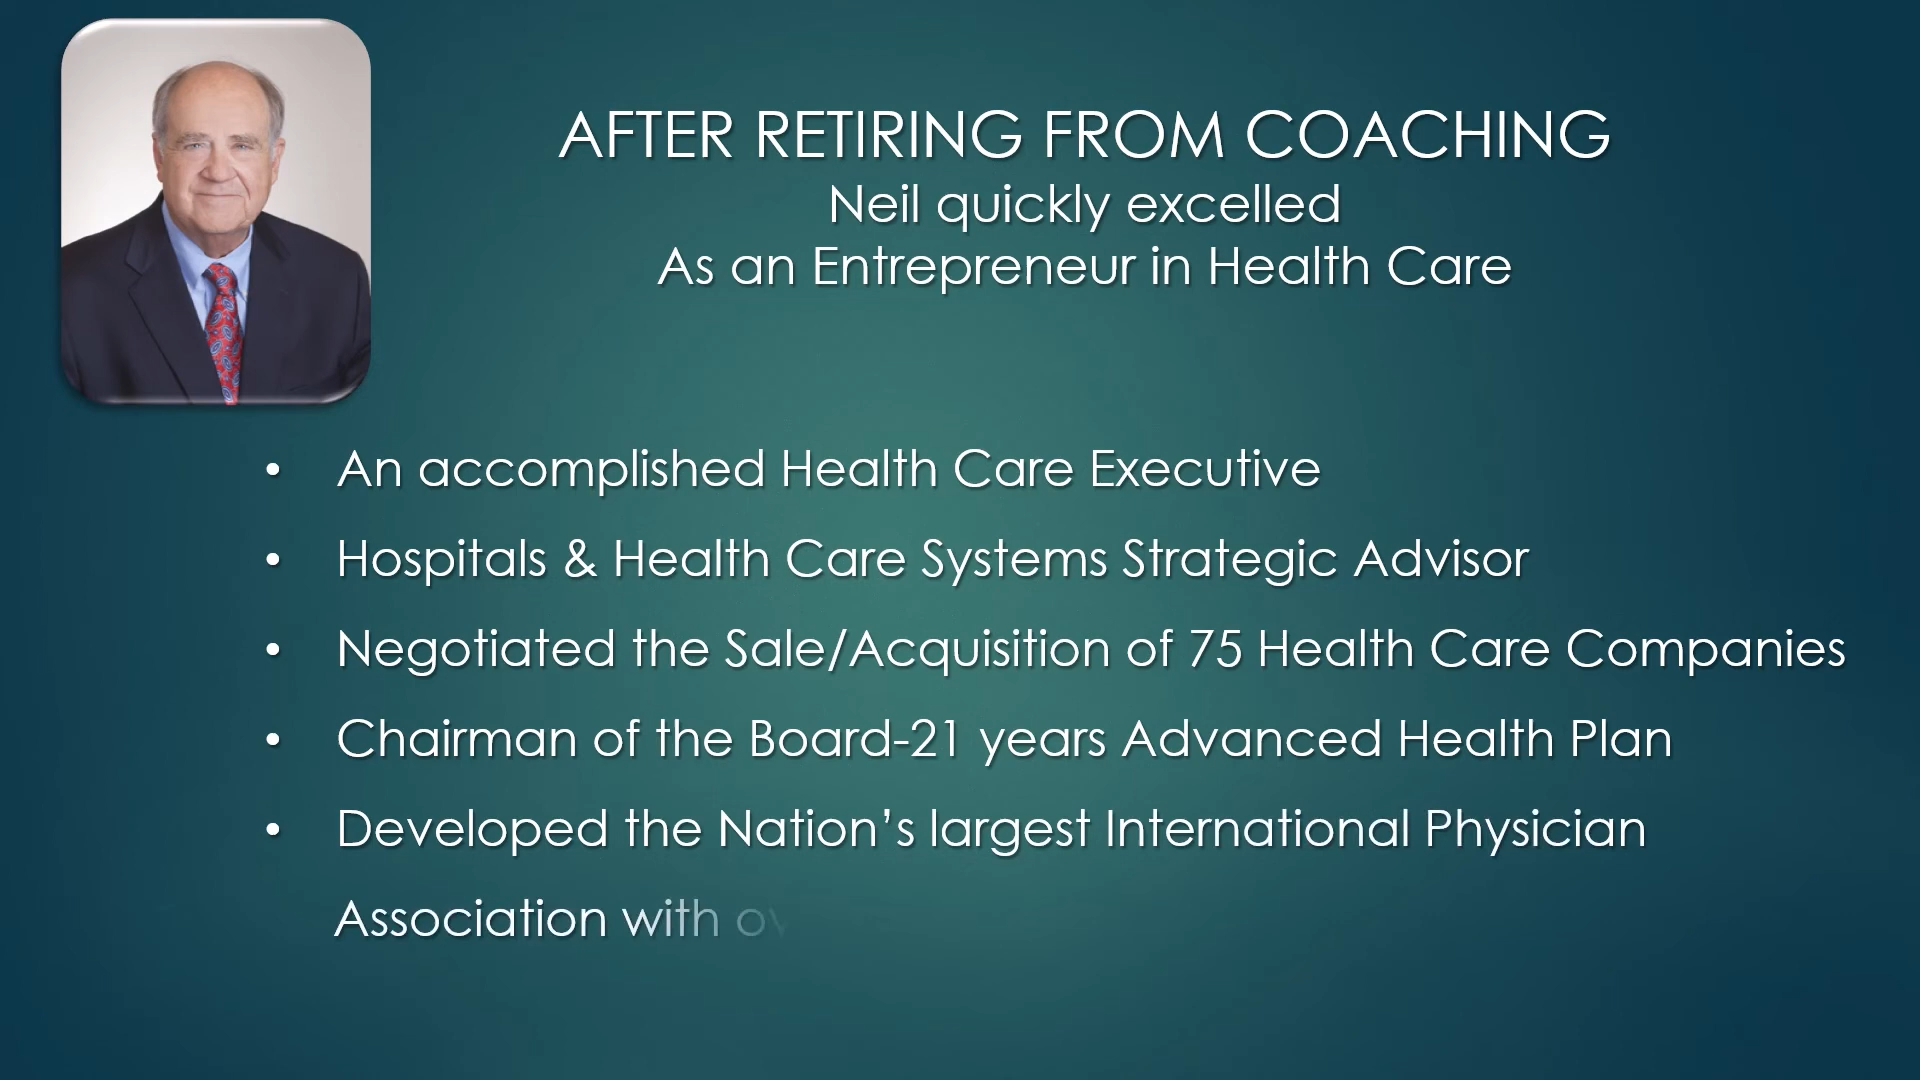 AFTER RETIRING FROM COACHING
Neil quickly excelled
As an Entrepreneur in Health Care
• An accomplished Health Care Executive
• Hospitals & Health Care Systems Strategic Advisor
• Negotiated the Sale/Acquisition of 75 Health Care Companies
• Chairman of the Board-21 years Advanced Health Plan
• Developed the Nation’s largest International Physician
Association with